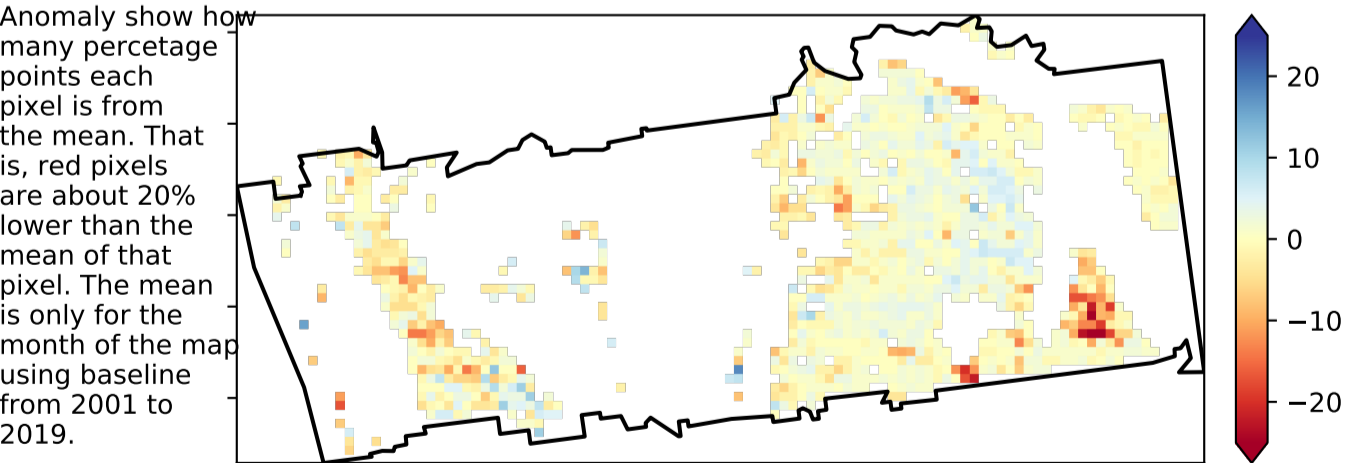 Anomaly show how
many percetage
points each
pixel is from
the mean. That
is, red pixels
are about 20%
lower than the
mean of that
pixel. The mean
is only for the
month of the map
using baseline
from 2001 to
2019.
20
10
0
−10
−20